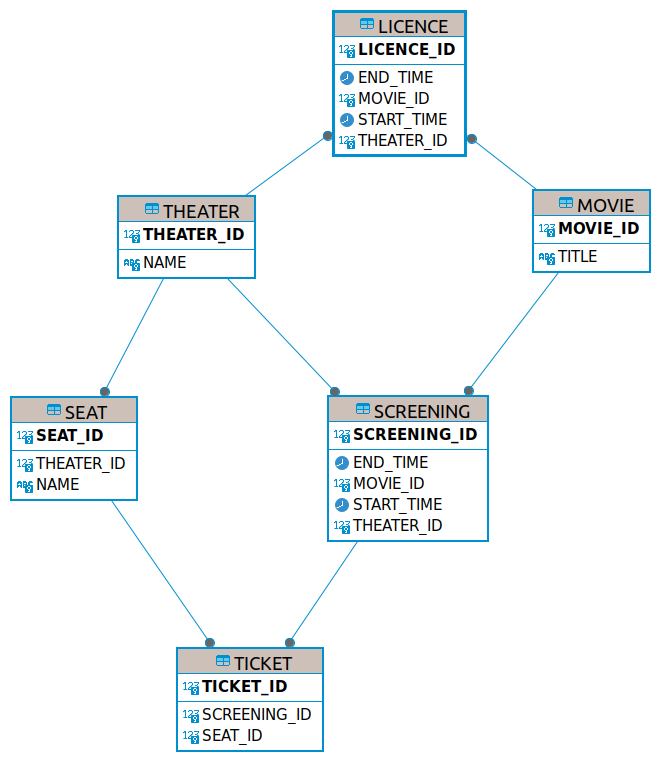 LICENCE
LICENCE_ID
END_TIME
MOVIE_ID
START_TIME
THEATER_ID
THEATER
THEATER_ID
NAME
MOVIE
MOVIE_ID
TITLE
SEAT
SEAT_ID
THEATER_ID
NAME
SCREENING
SCREENING_ID
END_TIME
MOVIE_ID
START_TIME
THEATER_ID
TICKET
TICKET_ID
SCREENING_ID
SEAT_ID